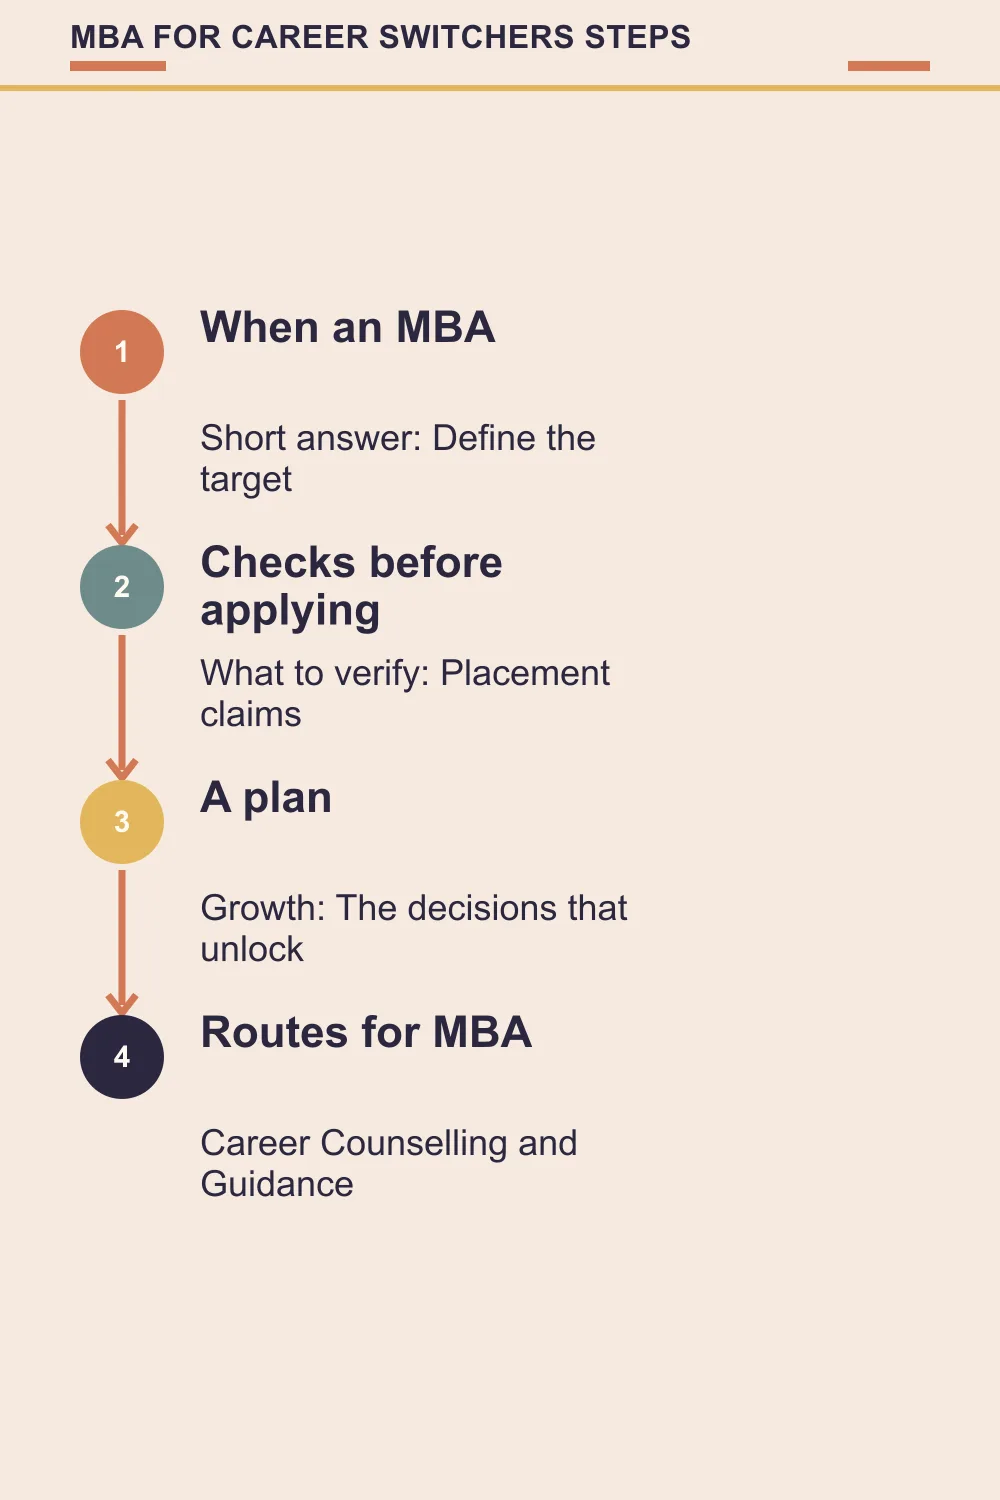 MBA FOR CAREER SWITCHERS STEPS
1
When an MBA
Short answer: Define the
target
2
Checks before
applying
What to verify: Placement
claims
3
A plan
Growth: The decisions that
unlock
4
Routes for MBA
Career Counselling and
Guidance